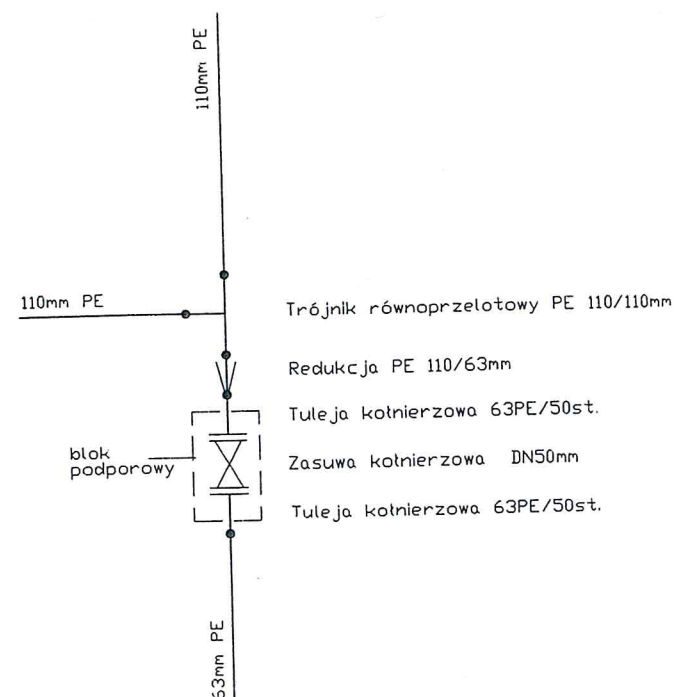 110mm PE
110mm PE
Trójnik równoprzelotowy PE 110/110mm
Redukcja PE 110/63mm
Tuleja kołnierzowa 63PE/50st.
blok
podporowy
Zasuwa kołnierzowa DN50mm
Tuleja kołnierzowa 63PE/50st.
63mm PE